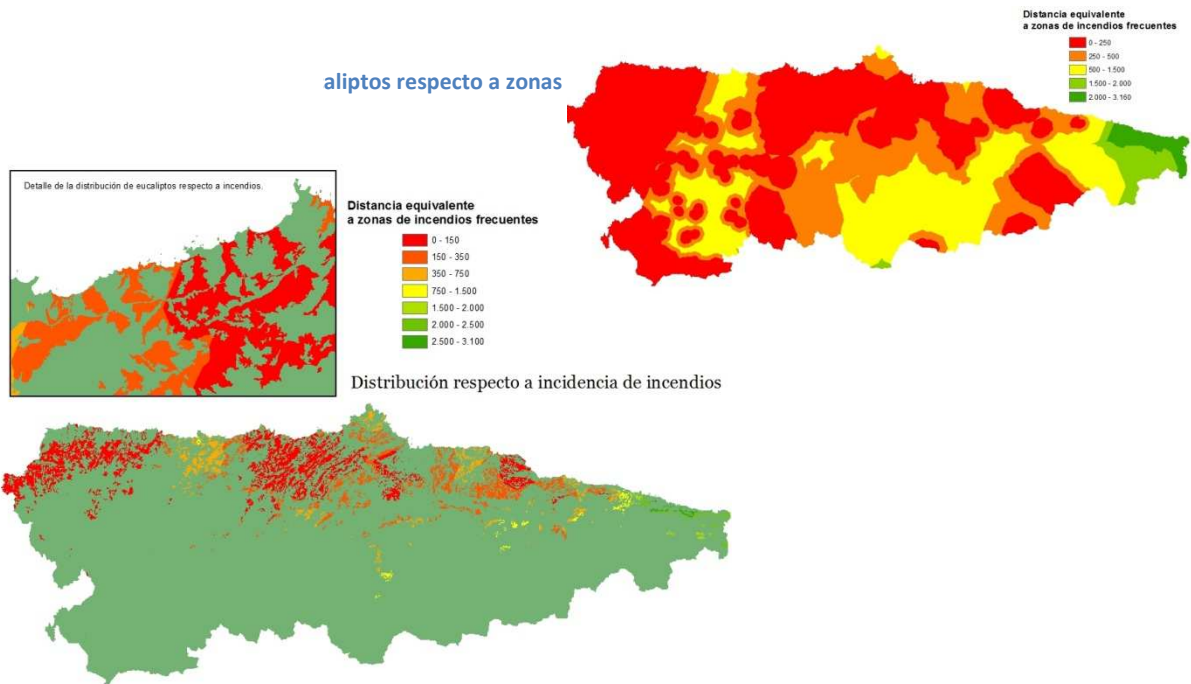 Distancia equivalente
a zonas de incendios frecuentes
0 - 250
250 - 500
500 - 1.500
1.500 - 2.000
2.000 - 3.160
aliptos respecto a zonas
Detalle de la distribución de eucaliptos respecto a incendios.
Distancia equivalente
a zonas de incendios frecuentes
0 - 150
150 - 350
350 - 750
750 - 1.500
1.500 - 2.000
2.000 - 2.500
2.500 - 3.100
Distribución respecto a incidencia de incendios